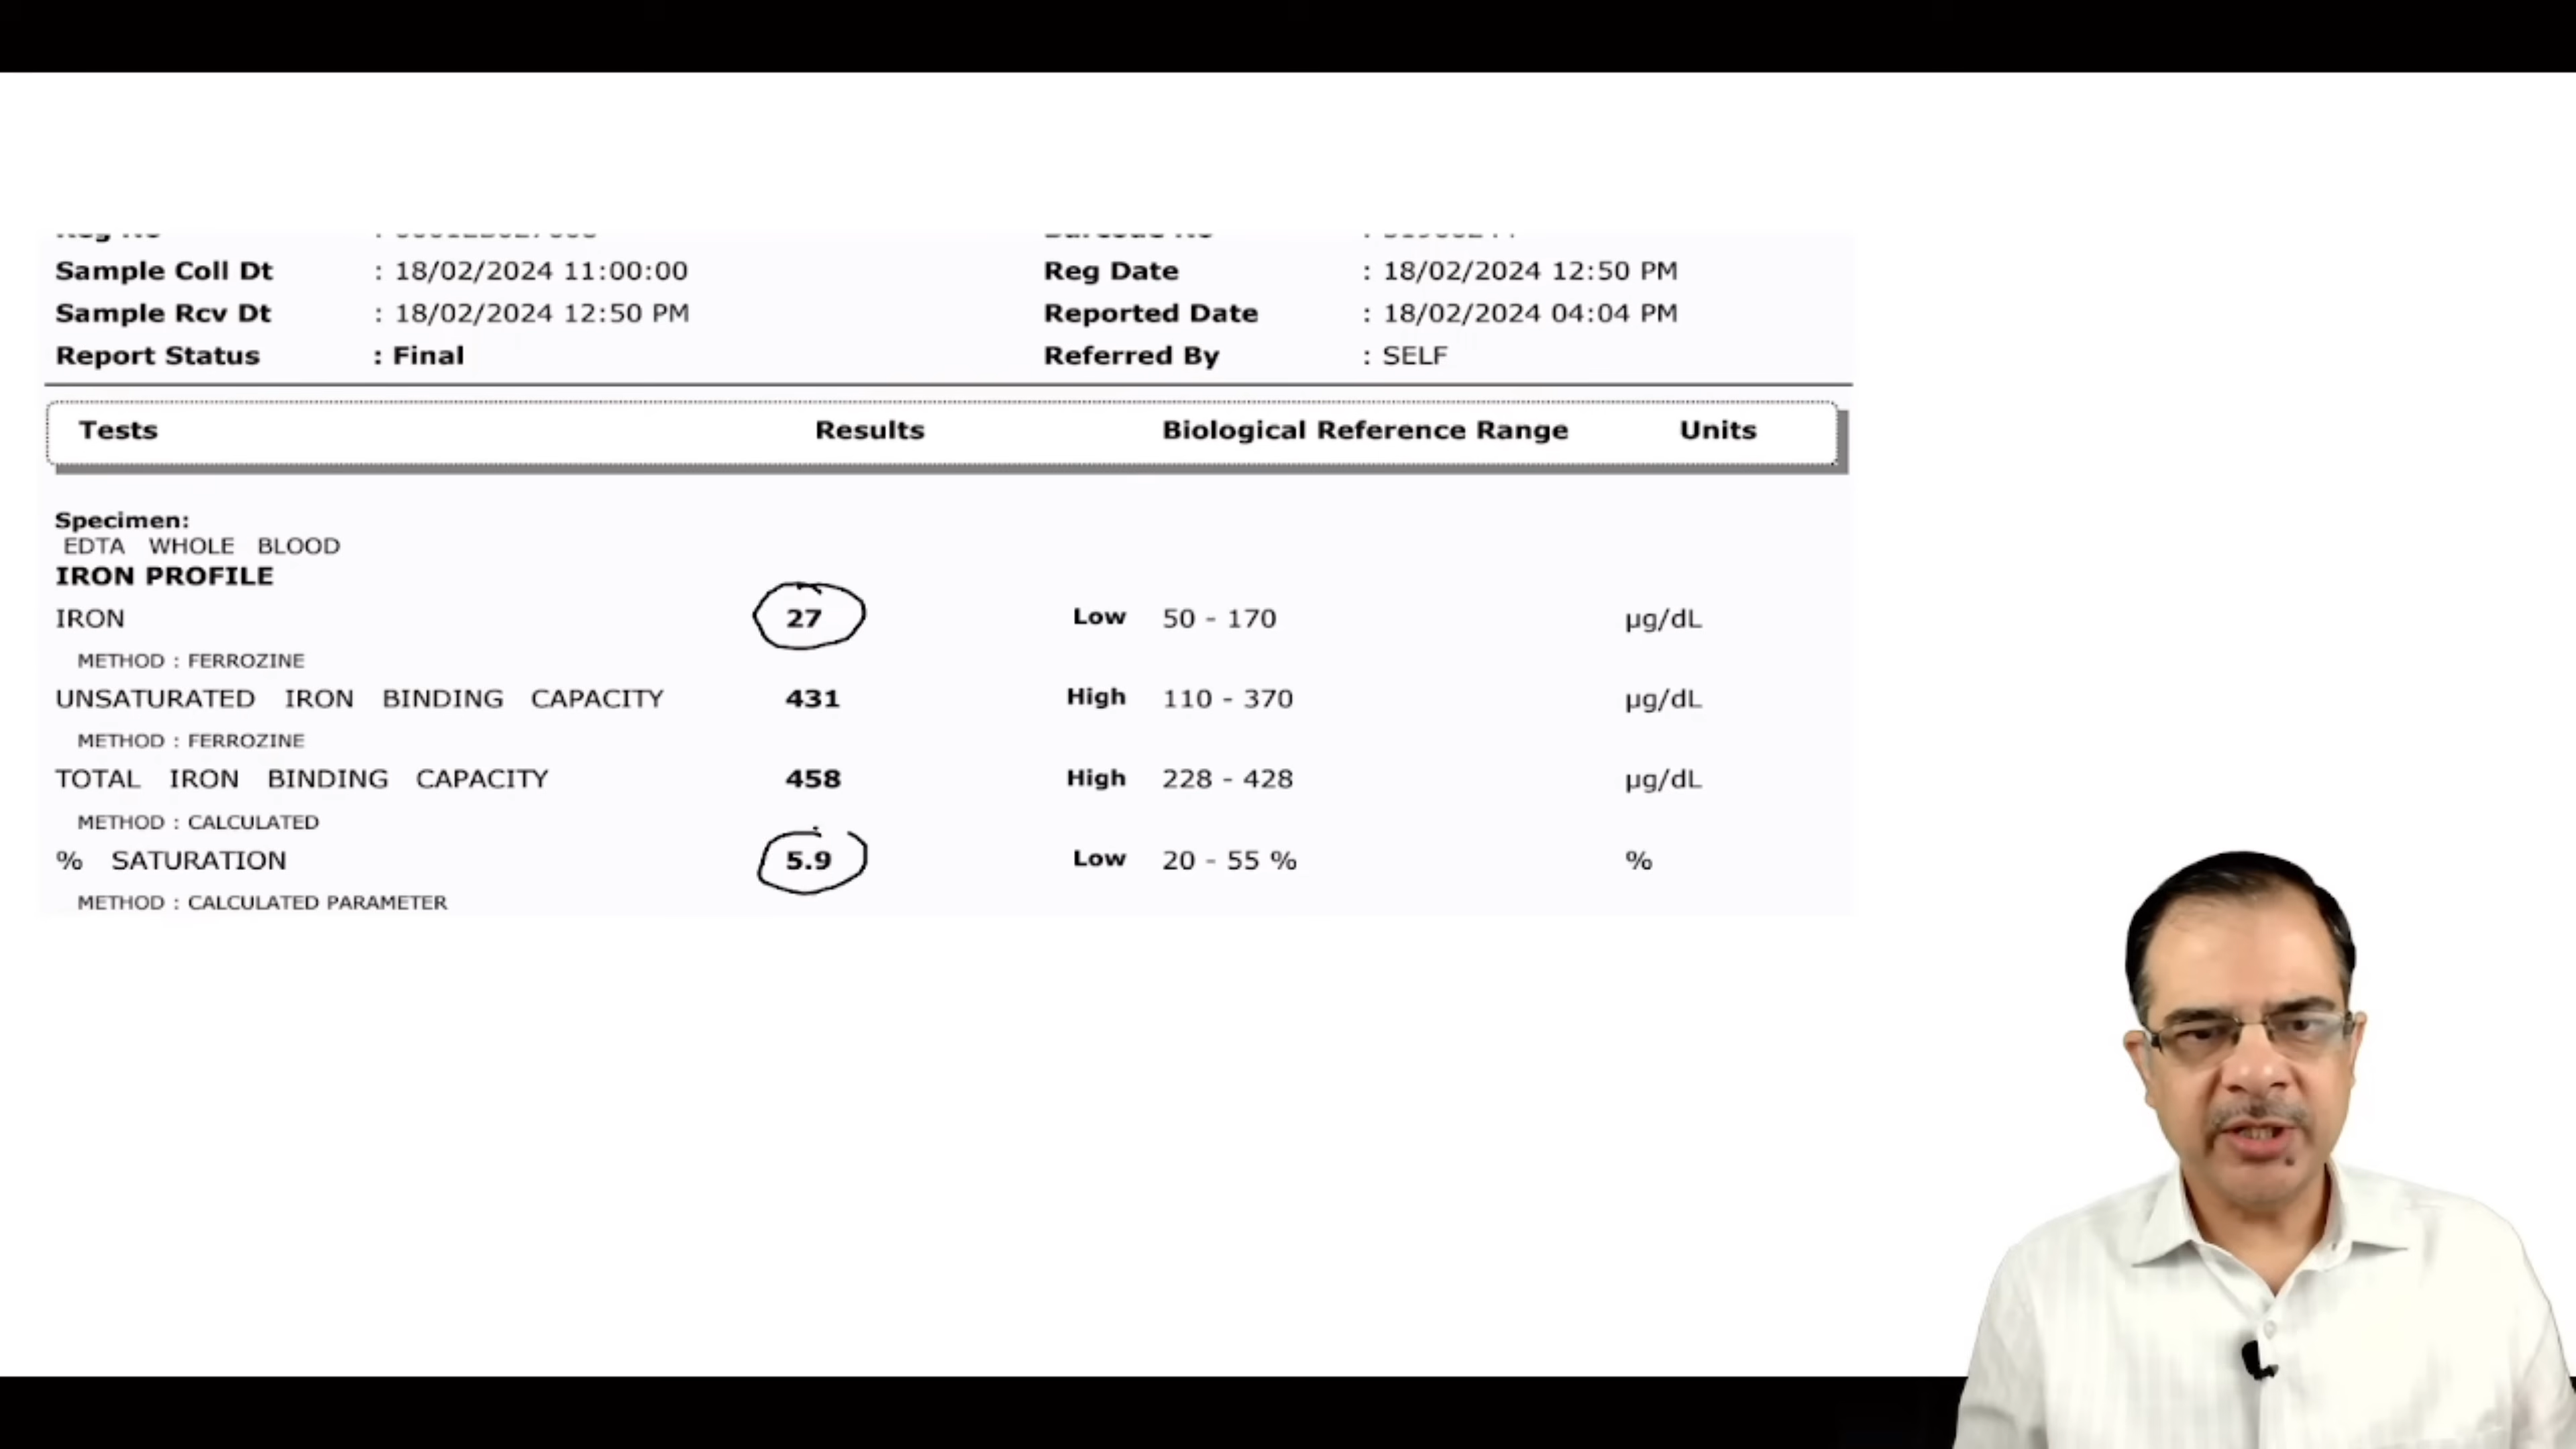 Sample Coll Dt : 18/02/2024 11:00:00 Reg Date : 18/02/2024 12:50 PM
Sample Rcv Dt : 18/02/2024 12:50 PM Reported Date : 18/02/2024 04:04 PM
Report Status : Final Referred By : SELF
Tests Results Biological Reference Range Units
Specimen:
EDTA WHOLE BLOOD
IRON PROFILE
IRON 27 Low 50 - 170 µg/dL
METHOD : FERROZINE
UNSATURATED IRON BINDING CAPACITY 431 High 110 - 370 µg/dL
METHOD : FERROZINE
TOTAL IRON BINDING CAPACITY 458 High 228 - 428 µg/dL
METHOD : CALCULATED
% SATURATION 5.9 Low 20 - 55 % %
METHOD : CALCULATED PARAMETER